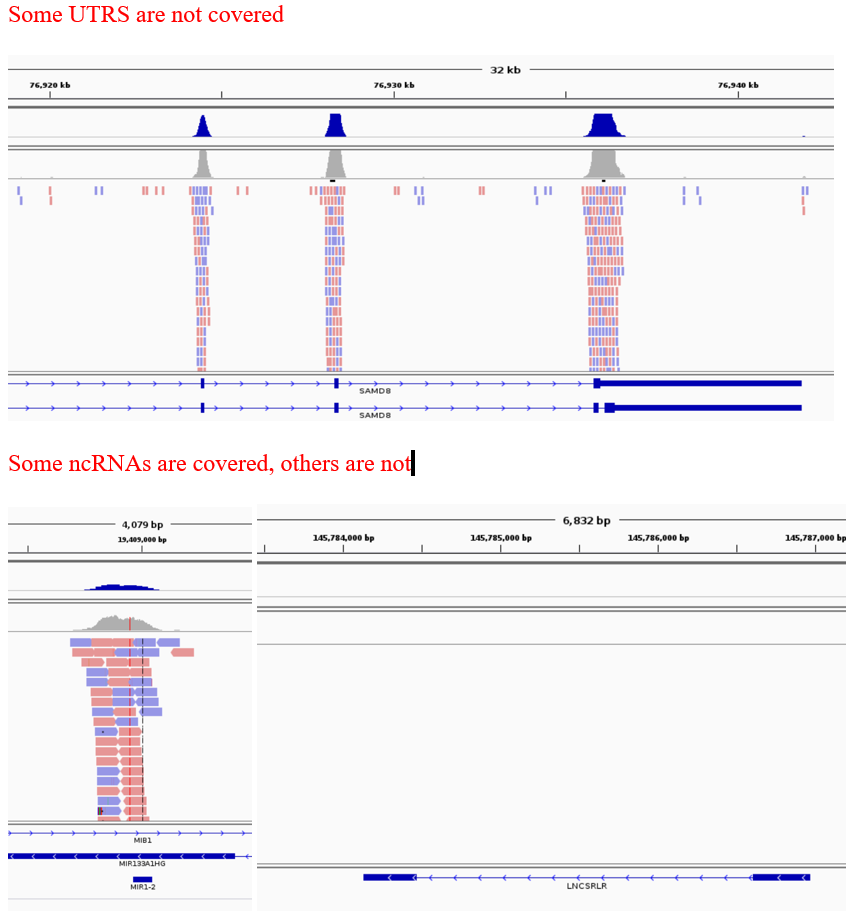 Some UTRS are not covered
32 kb
76,920 kb 76,930 kb 76,940 kb
SAMD8
SAMD8
Some ncRNAs are covered, others are not
4,079 bp
19,409,000 bp
MIB1
MIR133A1HG
MIR1-2
6,832 bp
145,784,000 bp 145,785,000 bp 145,786,000 bp 145,787,000 bp
LNCSRLR